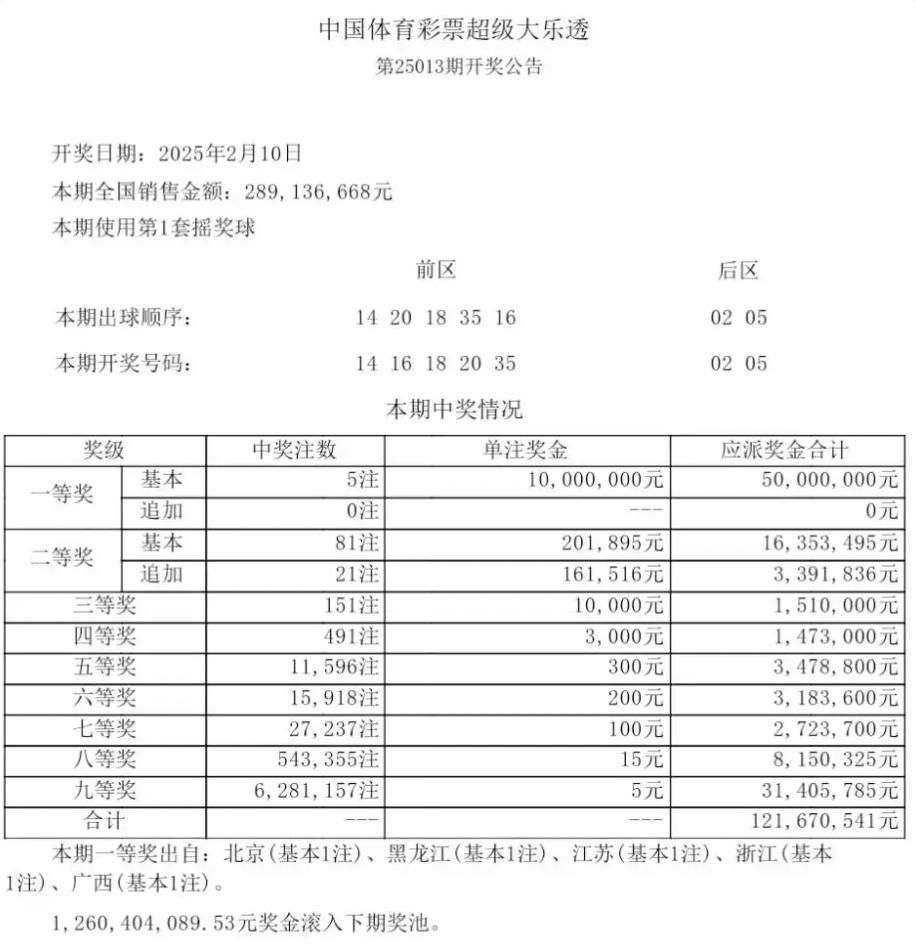 中国体育彩票超级大乐透
第25013期开奖公告
开奖日期：2025年2月10日
本期全国销售金额：289,136,668元
本期使用第1套摇奖球
前区 后区
本期出球顺序： 14 20 18 35 16 02 05
本期开奖号码： 14 16 18 20 35 02 05
本期中奖情况
奖级 中奖注数 单注奖金 应派奖金合计
一等奖 基本 5注 10,000,000元 50,000,000元
追加 0注 --- 0元
二等奖 基本 81注 201,895元 16,353,495元
追加 21注 161,516元 3,391,836元
三等奖 151注 10,000元 1,510,000元
四等奖 491注 3,000元 1,473,000元
五等奖 11,596注 300元 3,478,800元
六等奖 15,918注 200元 3,183,600元
七等奖 27,237注 100元 2,723,700元
八等奖 543,355注 15元 8,150,325元
九等奖 6,281,157注 5元 31,405,785元
合计 --- --- 121,670,541元
本期一等奖出自：北京(基本1注)、黑龙江(基本1注)、江苏(基本1注)、浙江(基本
1注)、广西(基本1注)。
1,260,404,089.53元奖金滚入下期奖池。